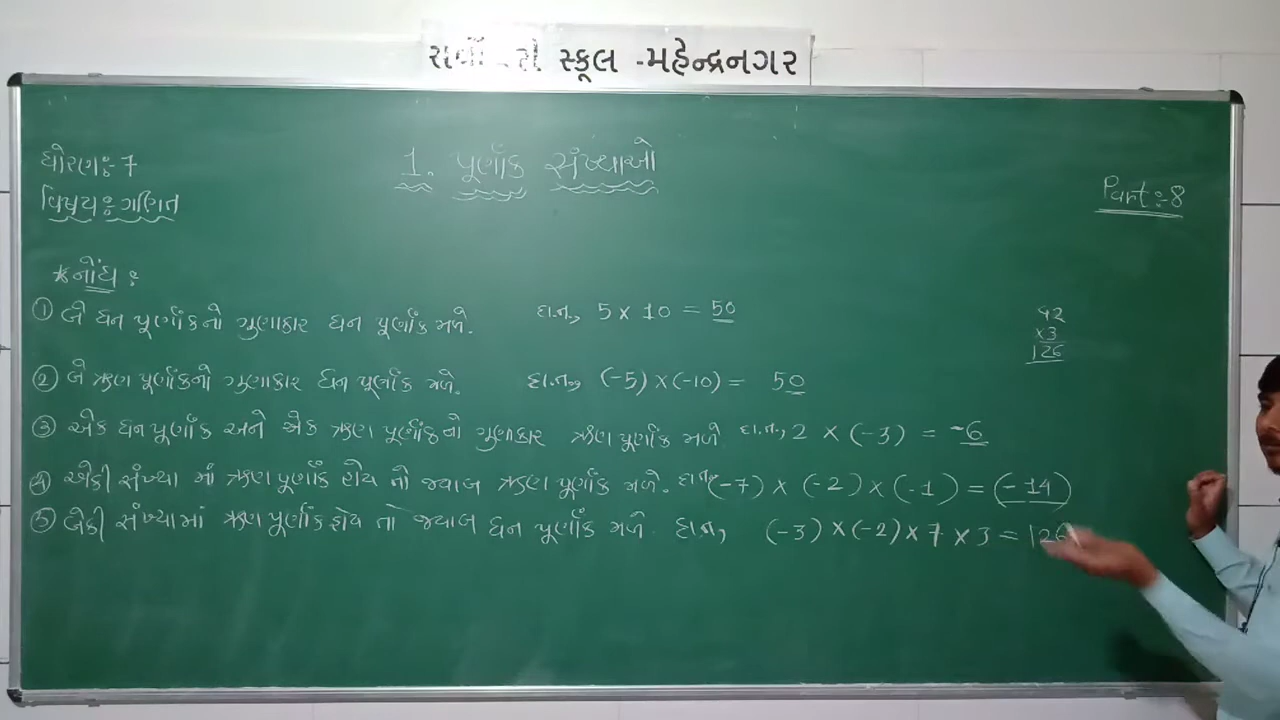 સ્કૂલ -મહેન્દ્રનગર
ધોરણઃ- 7
1. પૂર્ણાંક સંખ્યાઓ
વિષયઃ- ગણિત
Part:-8
*નોંધ :
① બે ધન પૂર્ણાંકનો ગુણાકાર ધન પૂર્ણાંક મળે. દા.ત., 5 x 10 = 50
42
x3
126
② બે ઋણ પૂર્ણાંકનો ગુણાકાર ધન પૂર્ણાંક મળે. દા.ત., (-5) x (-10) = 50
③ એક ધન પૂર્ણાંક અને એક ઋણ પૂર્ણાંકનો ગુણાકાર ઋણ પૂર્ણાંક મળે દા.ત., 2 x (-3) = -6
④ એકી સંખ્યા માં ઋણ પૂર્ણાંક હોય તો જવાબ ઋણ પૂર્ણાંક મળે. દા.ત. (-7) x (-2) x (-1) = (-14)
⑤ બેકી સંખ્યામાં ઋણ પૂર્ણાંક હોય તો જવાબ ધન પૂર્ણાંક મળે. દા.ત., (-3) x (-2) x 7 x 3 = 126